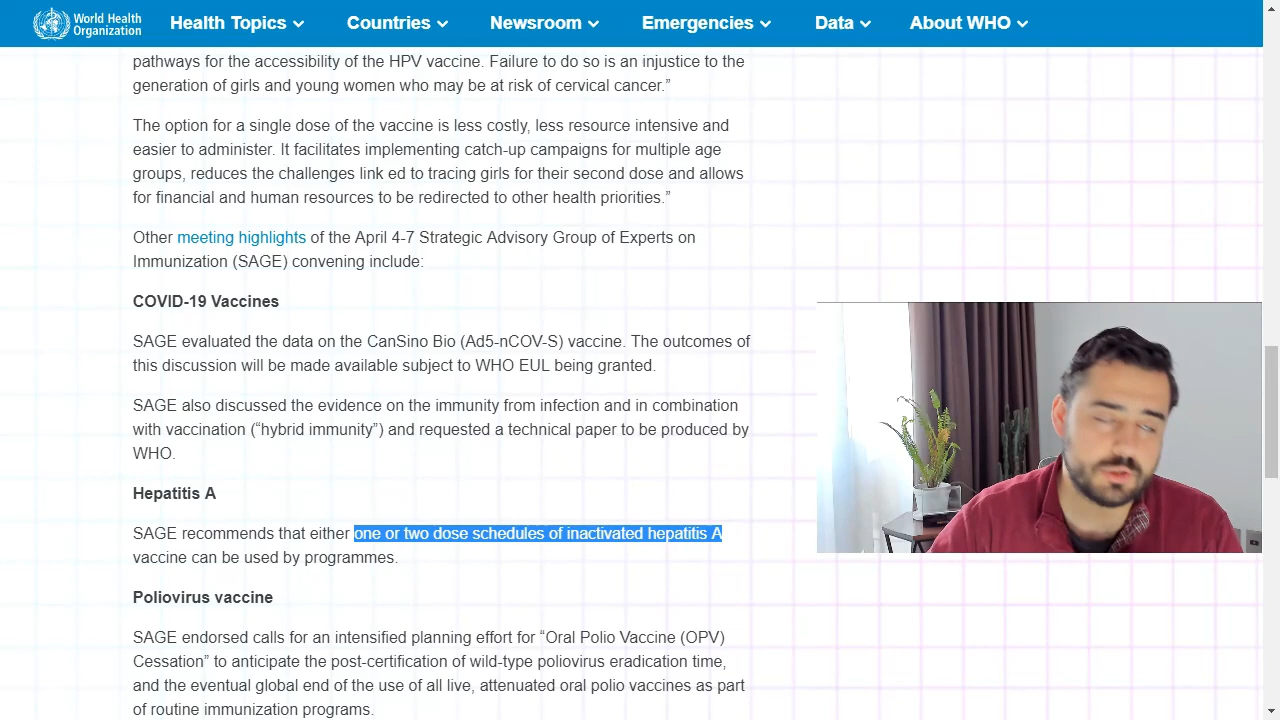 World Health
Organization
Health Topics
Countries
Newsroom
Emergencies
Data
About WHO
pathways for the accessibility of the HPV vaccine. Failure to do so is an injustice to the
generation of girls and young women who may be at risk of cervical cancer.”
The option for a single dose of the vaccine is less costly, less resource intensive and
easier to administer. It facilitates implementing catch-up campaigns for multiple age
groups, reduces the challenges link ed to tracing girls for their second dose and allows
for financial and human resources to be redirected to other health priorities.”
Other meeting highlights of the April 4-7 Strategic Advisory Group of Experts on
Immunization (SAGE) convening include:
COVID-19 Vaccines
SAGE evaluated the data on the CanSino Bio (Ad5-nCOV-S) vaccine. The outcomes of
this discussion will be made available subject to WHO EUL being granted.
SAGE also discussed the evidence on the immunity from infection and in combination
with vaccination (“hybrid immunity”) and requested a technical paper to be produced by
WHO.
Hepatitis A
SAGE recommends that either one or two dose schedules of inactivated hepatitis A
vaccine can be used by programmes.
Poliovirus vaccine
SAGE endorsed calls for an intensified planning effort for “Oral Polio Vaccine (OPV)
Cessation” to anticipate the post-certification of wild-type poliovirus eradication time,
and the eventual global end of the use of all live, attenuated oral polio vaccines as part
of routine immunization programs.